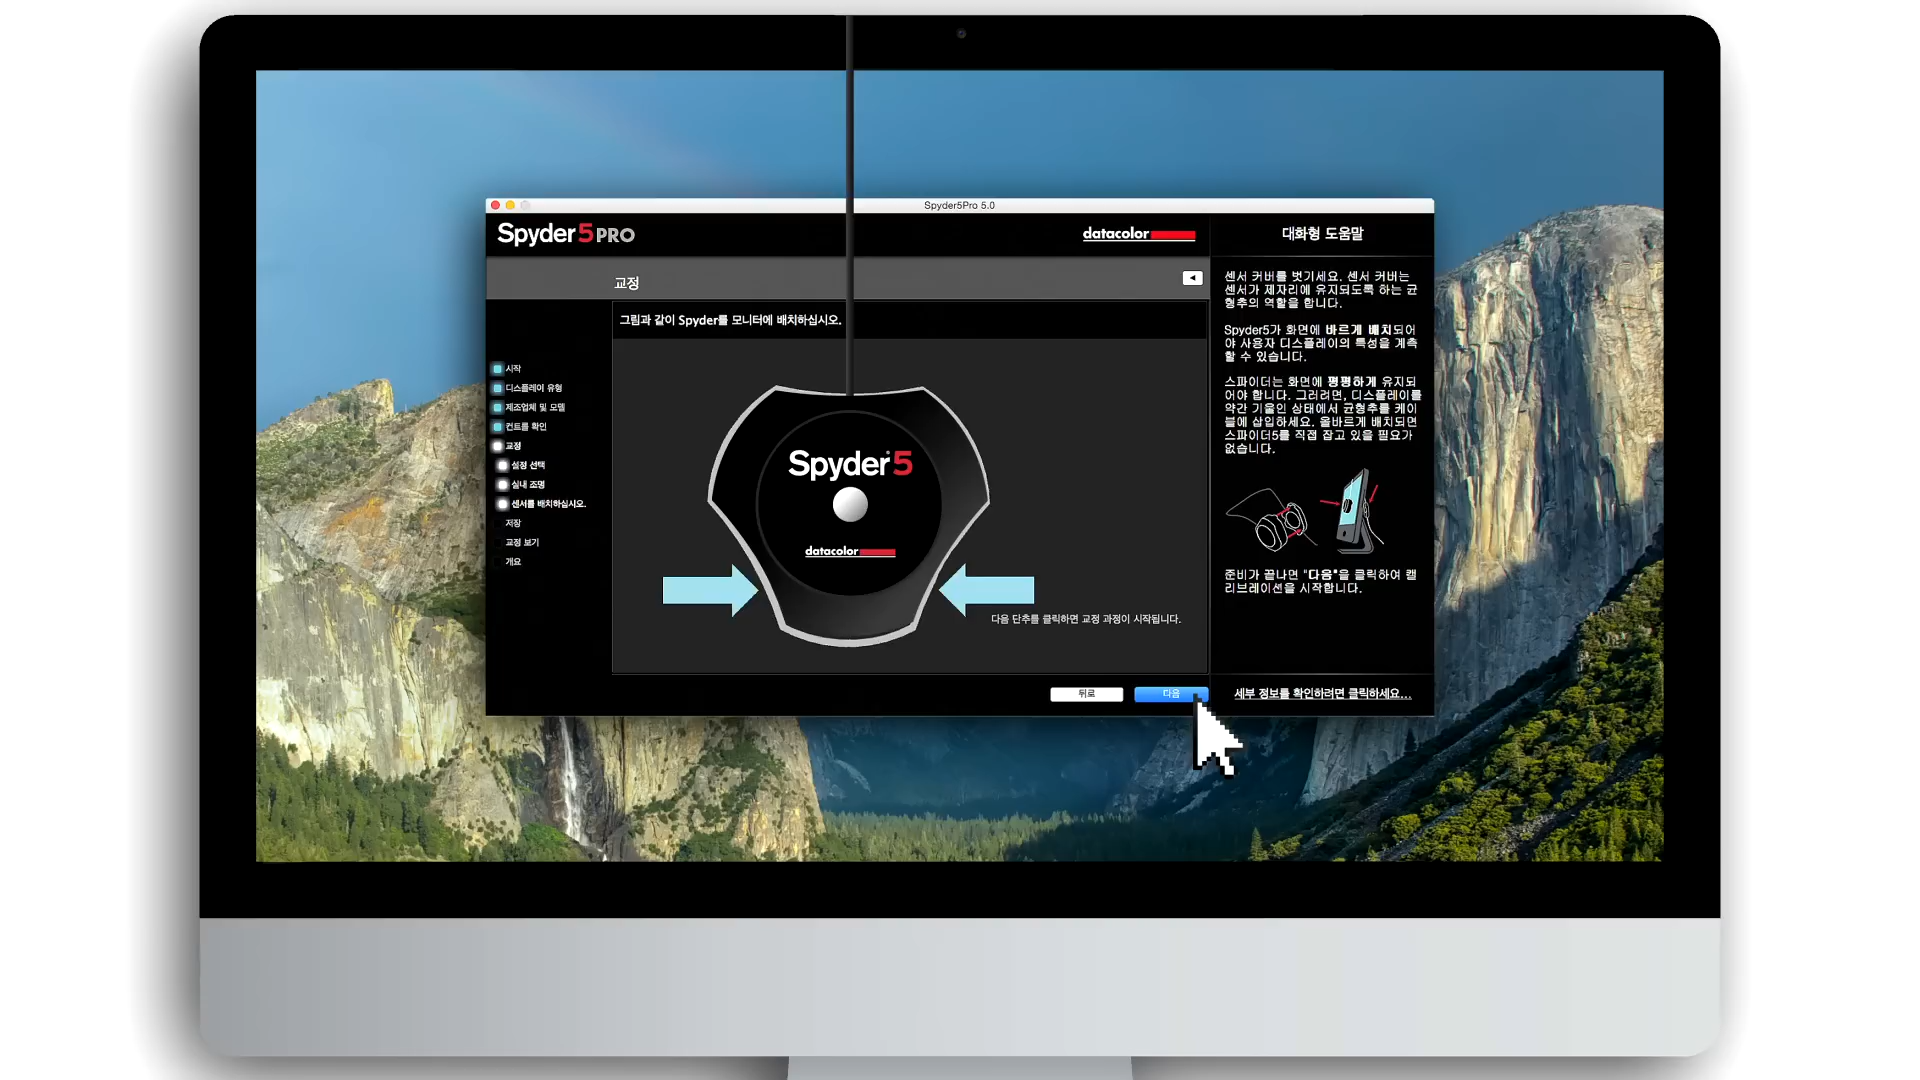 Spyder5Pro 5.0
Spyder5PRO
datacolor
대화형 도움말
교정
그림과 같이 Spyder를 모니터에 배치하십시오.
시작
디스플레이 유형
제조업체 및 모델
컨트롤 확인
교정
설정 선택
실내 조명
센서를 배치하십시오.
저장
교정 보기
개요
Spyder5
datacolor
다음 단추를 클릭하면 교정 과정이 시작됩니다.
뒤로
다음
센서 커버를 벗기세요. 센서 커버는
센서가 제자리에 유지되도록 하는 균
형추의 역할을 합니다.
Spyder5가 화면에 바르게 배치되어
야 사용자 디스플레이의 특성을 계측
할 수 있습니다.
스파이더는 화면에 평평하게 유지되
어야 합니다. 그러려면, 디스플레이를
약간 기울인 상태에서 균형추를 케이
블에 삽입하세요. 올바르게 배치되면
스파이더5를 직접 잡고 있을 필요가
없습니다.
준비가 끝나면 "다음"을 클릭하여 캘
리브레이션을 시작합니다.
세부 정보를 확인하려면 클릭하세요...